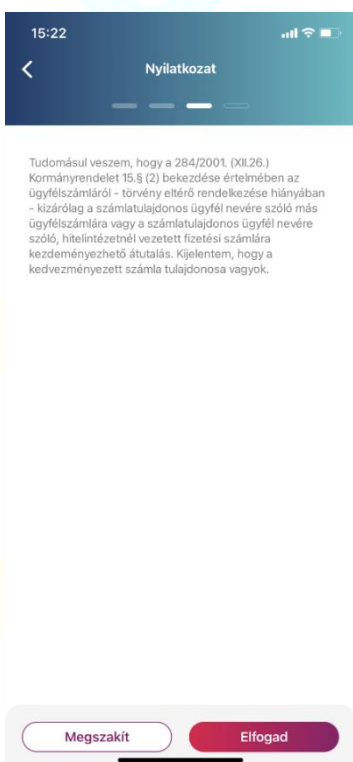 15:22
Nyilatkozat
Tudomásul veszem, hogy a 284/2001. (XII.26.)
Kormányrendelet 15.§ (2) bekezdése értelmében az
ügyfélszámláról - törvény eltérő rendelkezése hiányában
- kizárólag a számlatulajdonos ügyfél nevére szóló más
ügyfélszámlára vagy a számlatulajdonos ügyfél nevére
szóló, hitelintézetnél vezetett fizetési számlára
kezdeményezhető átutalás. Kijelentem, hogy a
kedvezményezett számla tulajdonosa vagyok.
Megszakít
Elfogad